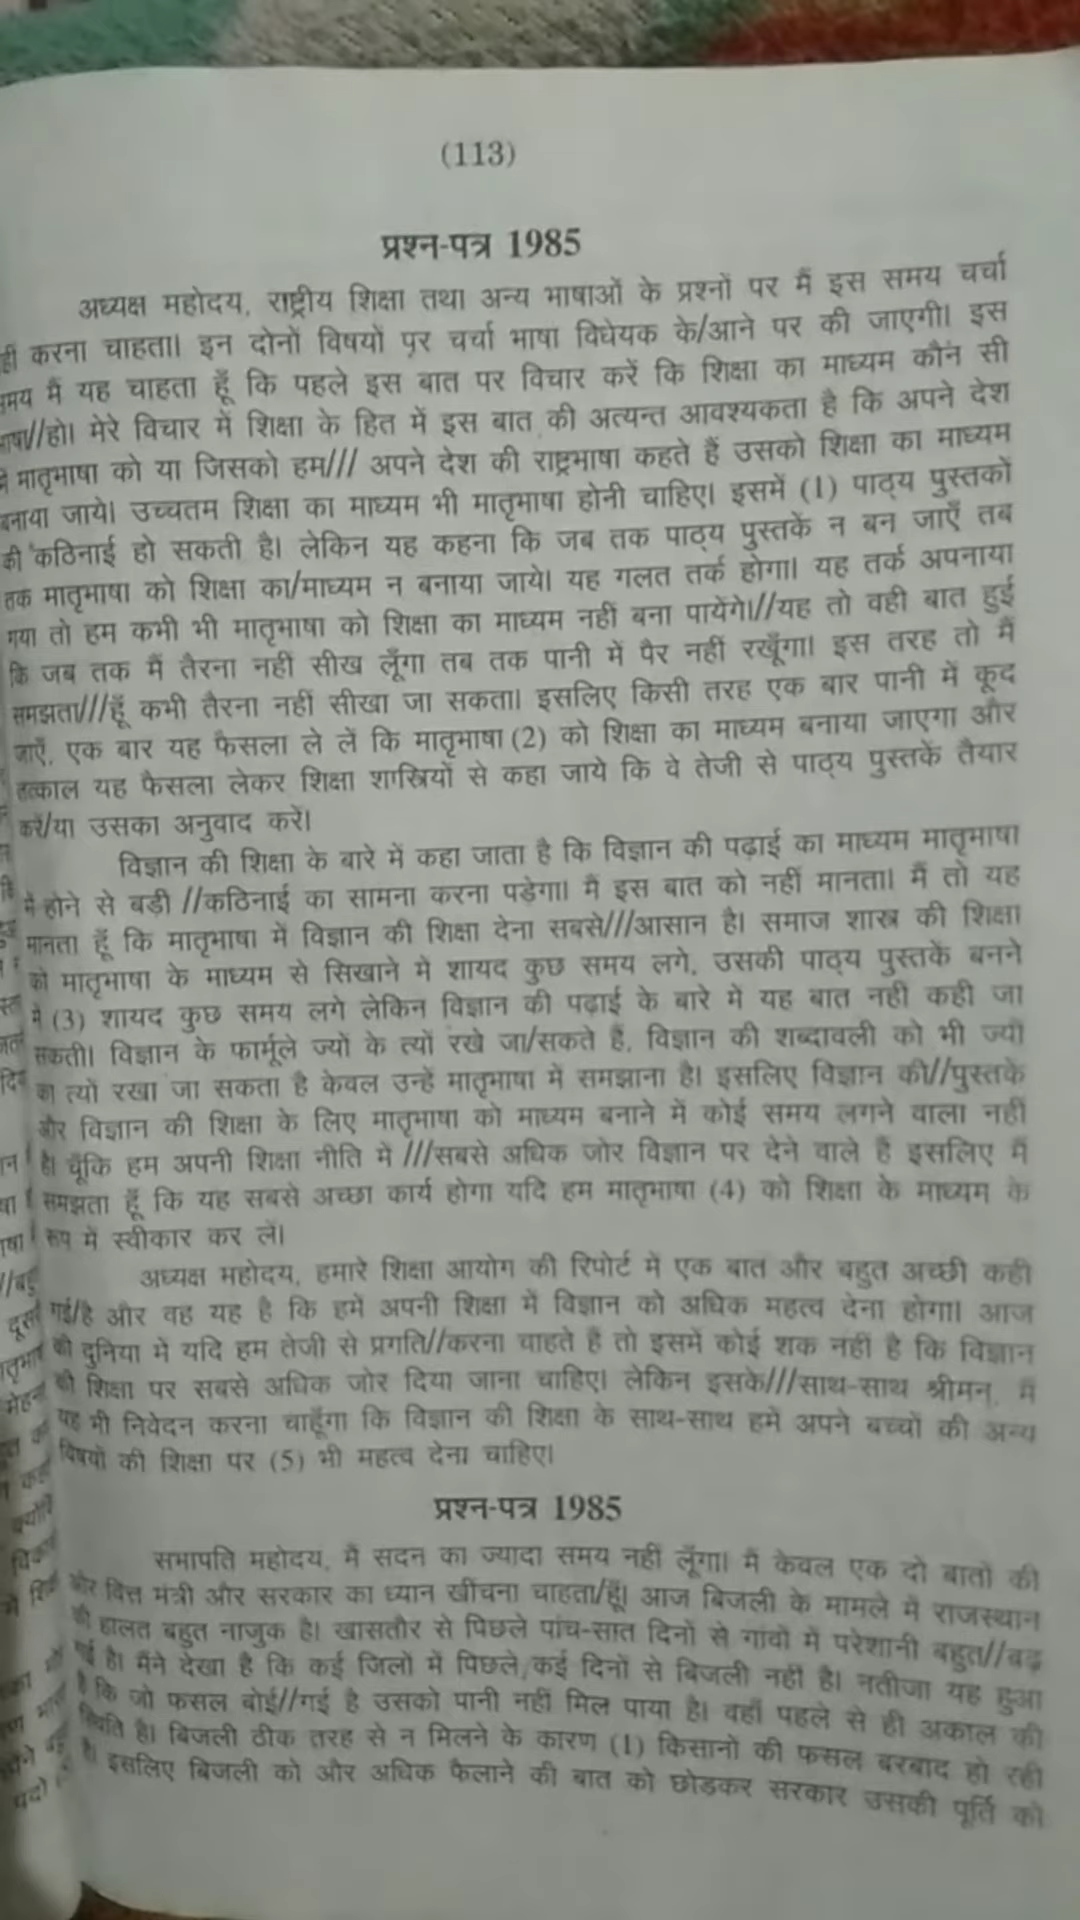 (113)
प्रश्न-पत्र 1985
अध्यक्ष महोदय, राष्ट्रीय शिक्षा तथा अन्य भाषाओं के प्रश्नों पर मैं इस समय चर्चा
ही करना चाहता। इन दोनों विषयों पर चर्चा भाषा विधेयक के/आने पर की जाएगी। इस
मय मैं यह चाहता हूँ कि पहले इस बात पर विचार करें कि शिक्षा का माध्यम कौन सी
//हो। मेरे विचार में शिक्षा के हित में इस बात की अत्यन्त आवश्यकता है कि अपने देश
मातृभाषा को या जिसको हम/// अपने देश की राष्ट्रभाषा कहते हैं उसको शिक्षा का माध्यम
बनाया जाये। उच्चतम शिक्षा का माध्यम भी मातृभाषा होनी चाहिए। इसमें (1) पाठ्य पुस्तकों
की कठिनाई हो सकती है। लेकिन यह कहना कि जब तक पाठ्य पुस्तकें न बन जाएँ तब
तक मातृभाषा को शिक्षा का/माध्यम न बनाया जाये। यह गलत तर्क होगा। यह तर्क अपनाया
गया तो हम कभी भी मातृभाषा को शिक्षा का माध्यम नहीं बना पायेंगे।//यह तो वही बात हुई
कि जब तक मैं तैरना नहीं सीख लूँगा तब तक पानी में पैर नहीं रखूँगा। इस तरह तो मैं
समझता///हूँ कभी तैरना नहीं सीखा जा सकता। इसलिए किसी तरह एक बार पानी में कूद
जाएँ, एक बार यह फैसला ले लें कि मातृभाषा (2) को शिक्षा का माध्यम बनाया जाएगा और
तत्काल यह फैसला लेकर शिक्षा शास्त्रियों से कहा जाये कि वे तेजी से पाठ्य पुस्तकें तैयार
करें/या उसका अनुवाद करें।
विज्ञान की शिक्षा के बारे में कहा जाता है कि विज्ञान की पढ़ाई का माध्यम मातृभाषा
में होने से बड़ी //कठिनाई का सामना करना पड़ेगा। मैं इस बात को नहीं मानता। मैं तो यह
मानता हूँ कि मातृभाषा में विज्ञान की शिक्षा देना सबसे///आसान है। समाज शास्त्र की शिक्षा
को मातृभाषा के माध्यम से सिखाने में शायद कुछ समय लगे, उसकी पाठ्य पुस्तकें बनने
में (3) शायद कुछ समय लगे लेकिन विज्ञान की पढ़ाई के बारे में यह बात नहीं कही जा
सकती। विज्ञान के फार्मूले ज्यों के त्यों रखे जा/सकते हैं, विज्ञान की शब्दावली को भी ज्यों
का त्यों रखा जा सकता है केवल उन्हें मातृभाषा में समझाना है। इसलिए विज्ञान की//पुस्तकें
और विज्ञान की शिक्षा के लिए मातृभाषा को माध्यम बनाने में कोई समय लगने वाला नहीं
है। चूँकि हम अपनी शिक्षा नीति में ///सबसे अधिक जोर विज्ञान पर देने वाले हैं इसलिए मैं
समझता हूँ कि यह सबसे अच्छा कार्य होगा यदि हम मातृभाषा (4) को शिक्षा के माध्यम के
रूप में स्वीकार कर लें।
अध्यक्ष महोदय, हमारे शिक्षा आयोग की रिपोर्ट में एक बात और बहुत अच्छी कही
गई/है और वह यह है कि हमें अपनी शिक्षा में विज्ञान को अधिक महत्व देना होगा। आज
की दुनिया में यदि हम तेजी से प्रगति//करना चाहते हैं तो इसमें कोई शक नहीं है कि विज्ञान
की शिक्षा पर सबसे अधिक जोर दिया जाना चाहिए। लेकिन इसके///साथ-साथ श्रीमन्, मैं
यह भी निवेदन करना चाहूँगा कि विज्ञान की शिक्षा के साथ-साथ हमें अपने बच्चों की अन्य
विषयों की शिक्षा पर (5) भी महत्व देना चाहिए।
प्रश्न-पत्र 1985
सभापति महोदय, मैं सदन का ज्यादा समय नहीं लूँगा। मैं केवल एक दो बातों की
ओर वित्त मंत्री और सरकार का ध्यान खींचना चाहता/हूँ। आज बिजली के मामले में राजस्थान
की हालत बहुत नाजुक है। खासतौर से पिछले पांच-सात दिनों से गांवों में परेशानी बहुत//बढ़
गई है। मैंने देखा है कि कई जिलों में पिछले कई दिनों से बिजली नहीं है। नतीजा यह हुआ
है कि जो फसल बोई//गई है उसको पानी नहीं मिल पाया है। वहाँ पहले से ही अकाल की
स्थिति है। बिजली ठीक तरह से न मिलने के कारण (1) किसानों की फसल बरबाद हो रही
है। इसलिए बिजली को और अधिक फैलाने की बात को छोडकर सरकार उसकी पूर्ति को